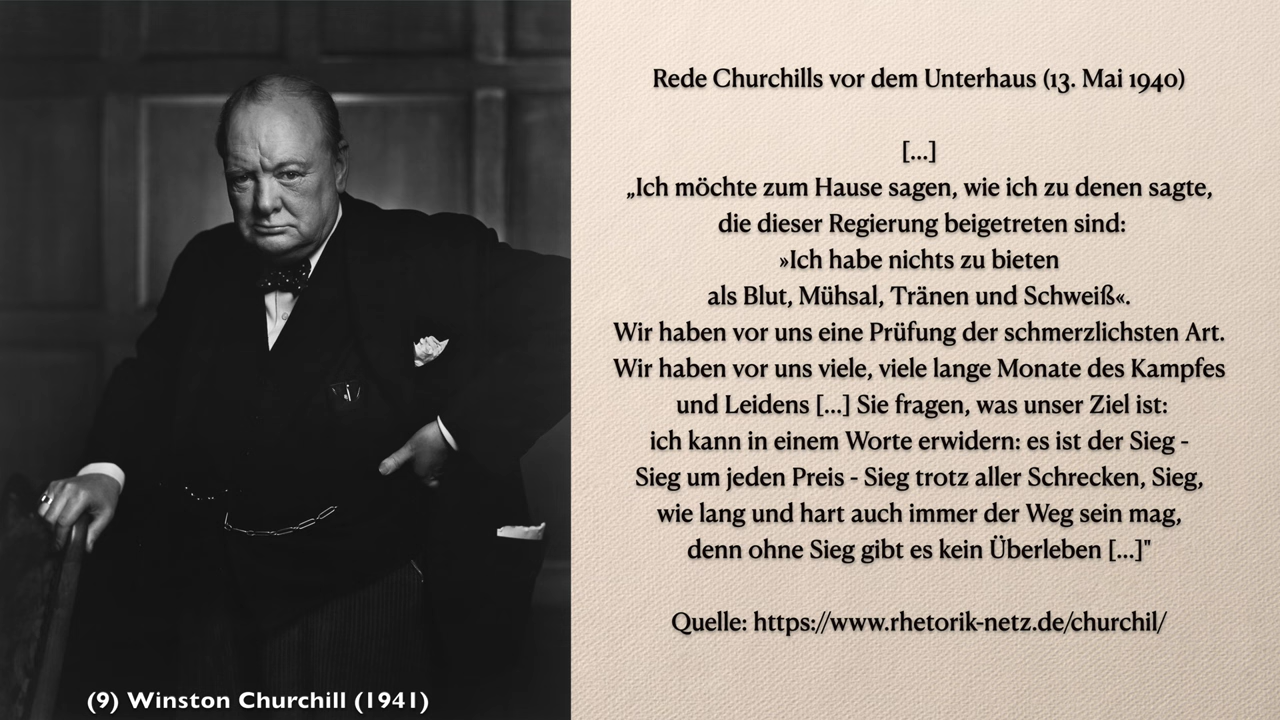 Rede Churchills vor dem Unterhaus (13. Mai 1940)
[...]
„Ich möchte zum Hause sagen, wie ich zu denen sagte,
die dieser Regierung beigetreten sind:
»Ich habe nichts zu bieten
als Blut, Mühsal, Tränen und Schweiß«.
Wir haben vor uns eine Prüfung der schmerzlichsten Art.
Wir haben vor uns viele, viele lange Monate des Kampfes
und Leidens [...] Sie fragen, was unser Ziel ist:
ich kann in einem Worte erwidern: es ist der Sieg -
Sieg um jeden Preis - Sieg trotz aller Schrecken, Sieg,
wie lang und hart auch immer der Weg sein mag,
denn ohne Sieg gibt es kein Überleben [...]"
Quelle: https://www.rhetorik-netz.de/churchil/
(9) Winston Churchill (1941)